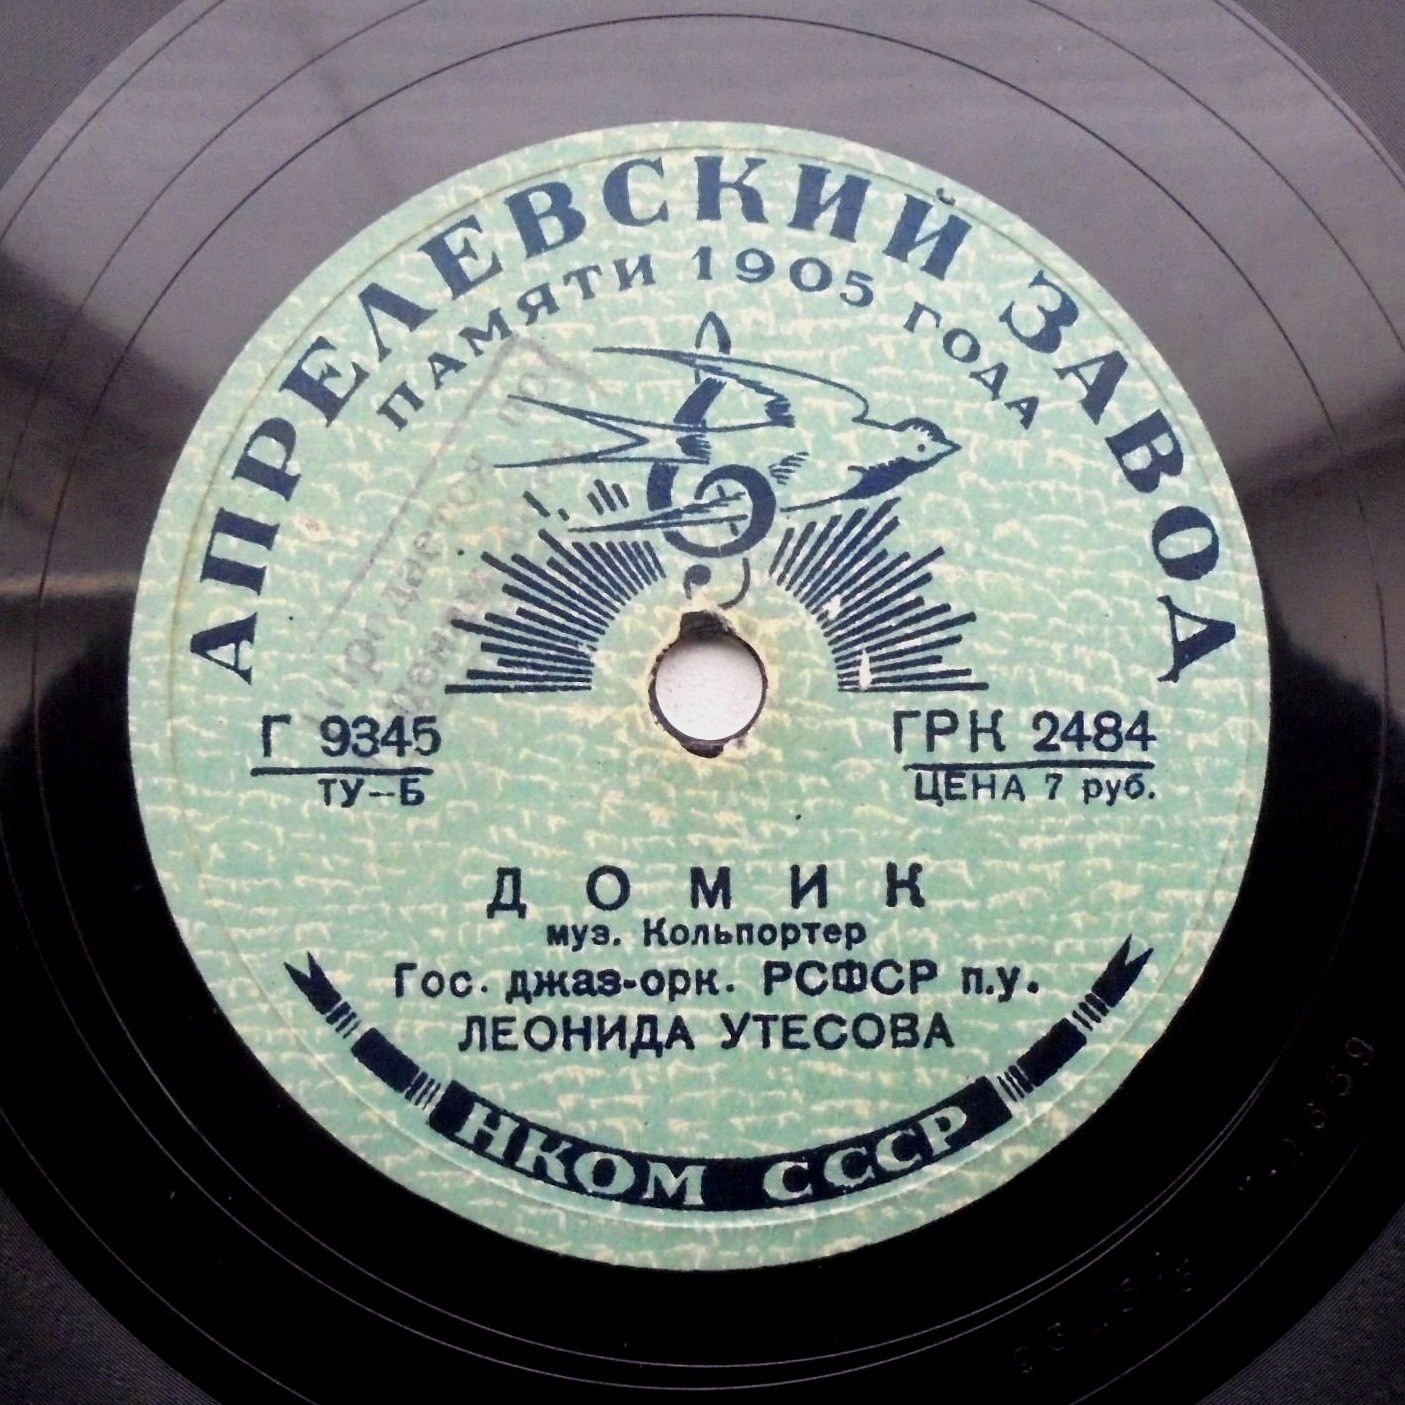 АПРЕЛЕВСКИЙ ЗАВОД
ПАМЯТИ 1905 ГОДА
Продается
Г 9345
ТУ-Б
ГРК 2484
ЦЕНА 7 руб.
ДОМИК
муз. Кольпортер
Гос. джаз-орк. РСФСР п.у.
ЛЕОНИДА УТЕСОВА
НКОМ СССР